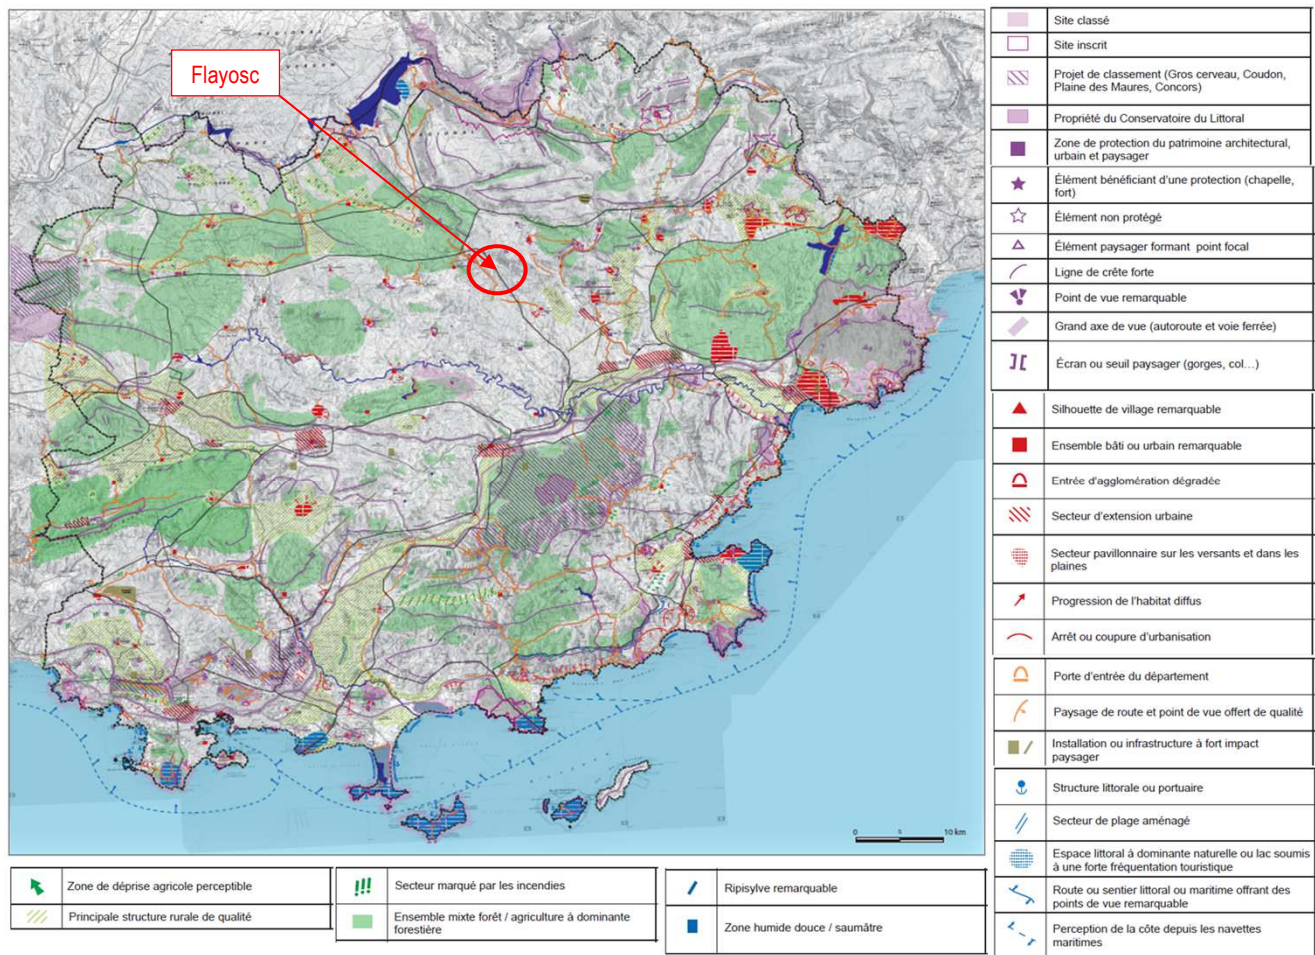 Flayosc
0
5
10 km
Site classé
Site inscrit
Projet de classement (Gros cerveau, Coudon,
Plaine des Maures, Concors)
Propriété du Conservatoire du Littoral
Zone de protection du patrimoine architectural,
urbain et paysager
Élément bénéficiant d'une protection (chapelle,
fort)
Élément non protégé
Élément paysager formant point focal
Ligne de crête forte
Point de vue remarquable
Grand axe de vue (autoroute et voie ferrée)
Écran ou seuil paysager (gorges, col...)
Silhouette de village remarquable
Ensemble bâti ou urbain remarquable
Entrée d'agglomération dégradée
Secteur d'extension urbaine
Secteur pavillonnaire sur les versants et dans les
plaines
Progression de l'habitat diffus
Arrêt ou coupure d'urbanisation
Porte d'entrée du département
Paysage de route et point de vue offert de qualité
Installation ou infrastructure à fort impact
paysager
Structure littorale ou portuaire
Secteur de plage aménagé
Espace littoral à dominante naturelle ou lac soumis
à une forte fréquentation touristique
Route ou sentier littoral ou maritime offrant des
points de vue remarquable
Perception de la côte depuis les navettes
maritimes
Zone de déprise agricole perceptible
Principale structure rurale de qualité
Secteur marqué par les incendies
Ensemble mixte forêt / agriculture à dominante
forestière
Ripisylve remarquable
Zone humide douce / saumâtre